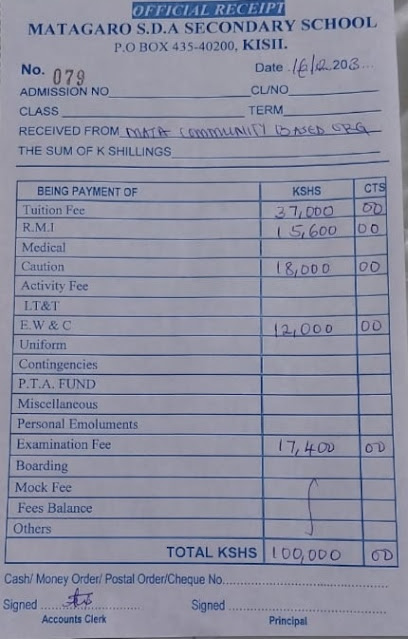 OFFICIAL RECEIPT
MATAGARO S.D.A SECONDARY SCHOOL
P.O BOX 435-40200, KISII.
No. 079 Date
ADMISSION NO CL/NO
CLASS TERM
RECEIVED FROM MATA COMMUNITY BASED ORG
THE SUM OF K SHILLINGS
BEING PAYMENT OF KSHS CTS
Tuition Fee 37,000 00
R.M.I 15,600 00
Medical
Caution 18,000 00
Activity Fee
I.T&T
E.W & C 12,000 00
Uniform
Contingencies
P.T.A. FUND
Miscellaneous
Personal Emoluments
Examination Fee 17,400 00
Boarding
Mock Fee
Fees Balance
Others
TOTAL KSHS 100,000 00
Cash/ Money Order/ Postal Order/Cheque No.
Signed Signed
Accounts Clerk Principal